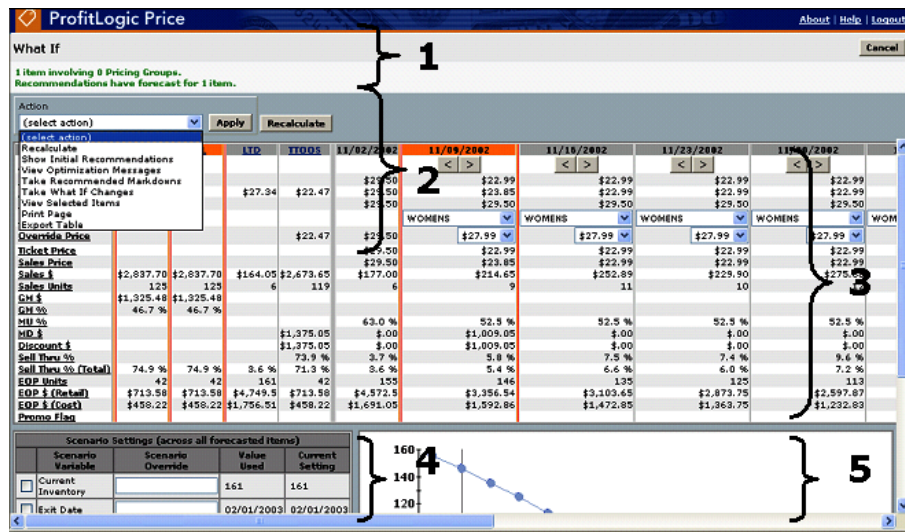 ProfitLogic Price
About | Help | Logout
What If
Cancel
1
1 item involving 0 Pricing Groups.
Recommendations have forecast for 1 item.
Action
(select action)
Apply
Recalculate
(select action)
Recalculate
Show Initial Recommendations
View Optimization Messages
Take Recommended Markdowns
Take What If Changes
View Selected Items
Print Page
Export Table
2
LTD TTOOS 11/02/2002 11/09/2002 11/16/2002 11/23/2002
< > < > < > < >
$29.50 $22.99 $22.99 $22.99 $22.99
$27.34 $22.47 $29.50 $23.85 $22.99 $22.99 $22.99
$29.50 $29.50 $29.50 $29.50 $29.50
WOMENS WOMENS WOMENS WOMENS WOM
Override Price $22.47 $29.50 $27.99 $27.99 $27.99 $27.99
Ticket Price $29.50 $22.99 $22.99 $22.99 $22.99
Sales Price $29.50 $23.85 $22.99 $22.99 $22.99
Sales $ $2,837.70 $2,837.70 $164.05 $2,673.65 $177.00 $214.65 $252.89 $229.90
3
Sales Units 125 125 6 119 6 9 11 10
GM $ $1,325.48 $1,325.48
GM % 46.7 % 46.7 %
MU % 63.0 % 52.5 % 52.5 % 52.5 % 52.5 %
MD $ $1,375.05 $.00 $1,009.05 $.00 $.00 $.00
Discount $ $1,375.05 $.00 $1,009.05 $.00 $.00 $.00
Sell Thru % 73.9 % 3.7 % 5.8 % 7.5 % 7.4 % 9.6 %
Sell Thru % (Total) 74.9 % 74.9 % 3.6 % 71.3 % 3.6 % 5.4 % 6.6 % 6.0 % 7.2 %
EOP Units 42 42 161 42 155 146 135 125 113
EOP $ (Retail) $713.58 $713.58 $4,749.5 $713.58 $4,572.5 $3,356.54 $3,103.65 $2,873.75 $2,597.87
EOP $ (Cost) $458.22 $458.22 $1,756.51 $458.22 $1,691.05 $1,592.86 $1,472.85 $1,363.75 $1,232.83
Promo Flag
Scenario Settings (across all forecasted items)
Scenario Variable Scenario Override Value Used Current Setting
Current Inventory 161 161
Exit Date 02/01/2003 02/01/2003
4
160
140
120
5